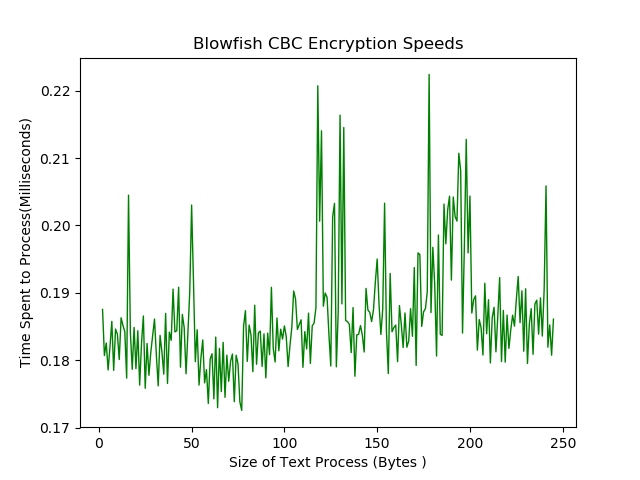 Blowfish CBC Encryption Speeds
Time Spent to Process(Milliseconds)
0.22
0.21
0.20
0.19
0.18
0.17
0 50 100 150 200 250
Size of Text Process (Bytes )